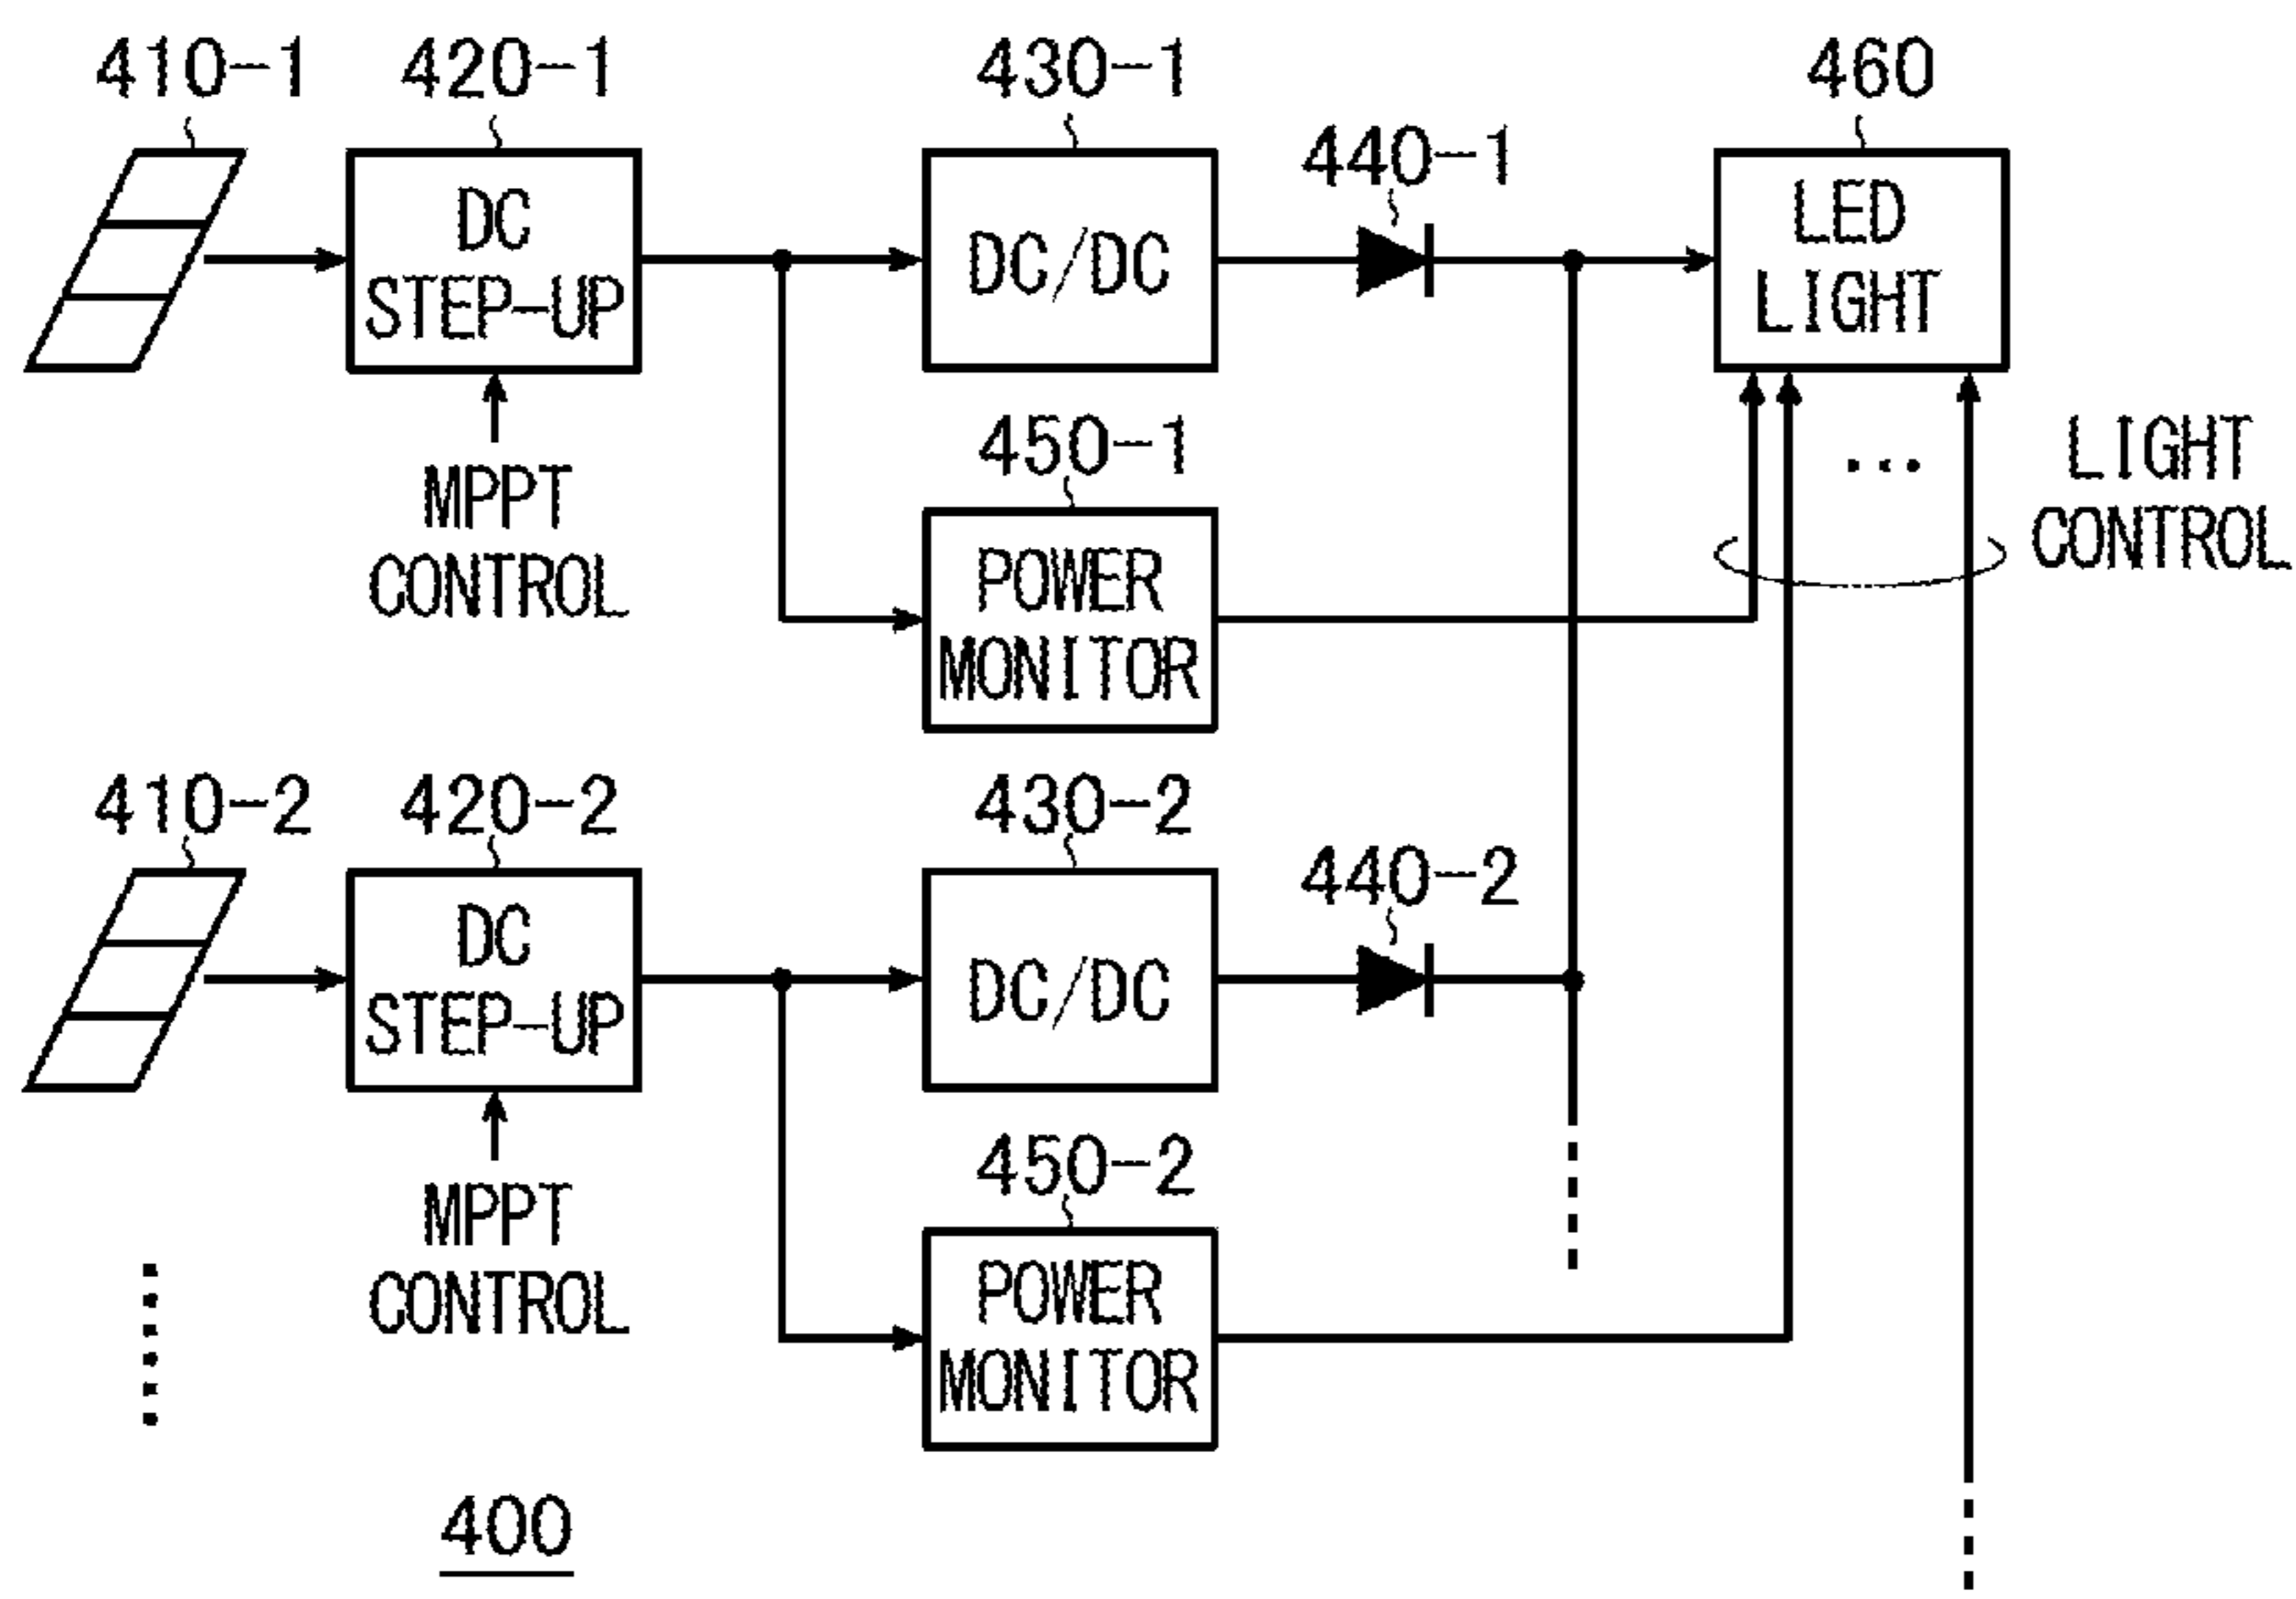 410-1
420-1
430-1
460
440-1
DC
STEP-UP
DC/DC
LED
LIGHT
MPPT
CONTROL
450-1
POWER
MONITOR
...
LIGHT
CONTROL
410-2
420-2
430-2
440-2
DC
STEP-UP
DC/DC
MPPT
CONTROL
450-2
POWER
MONITOR
400